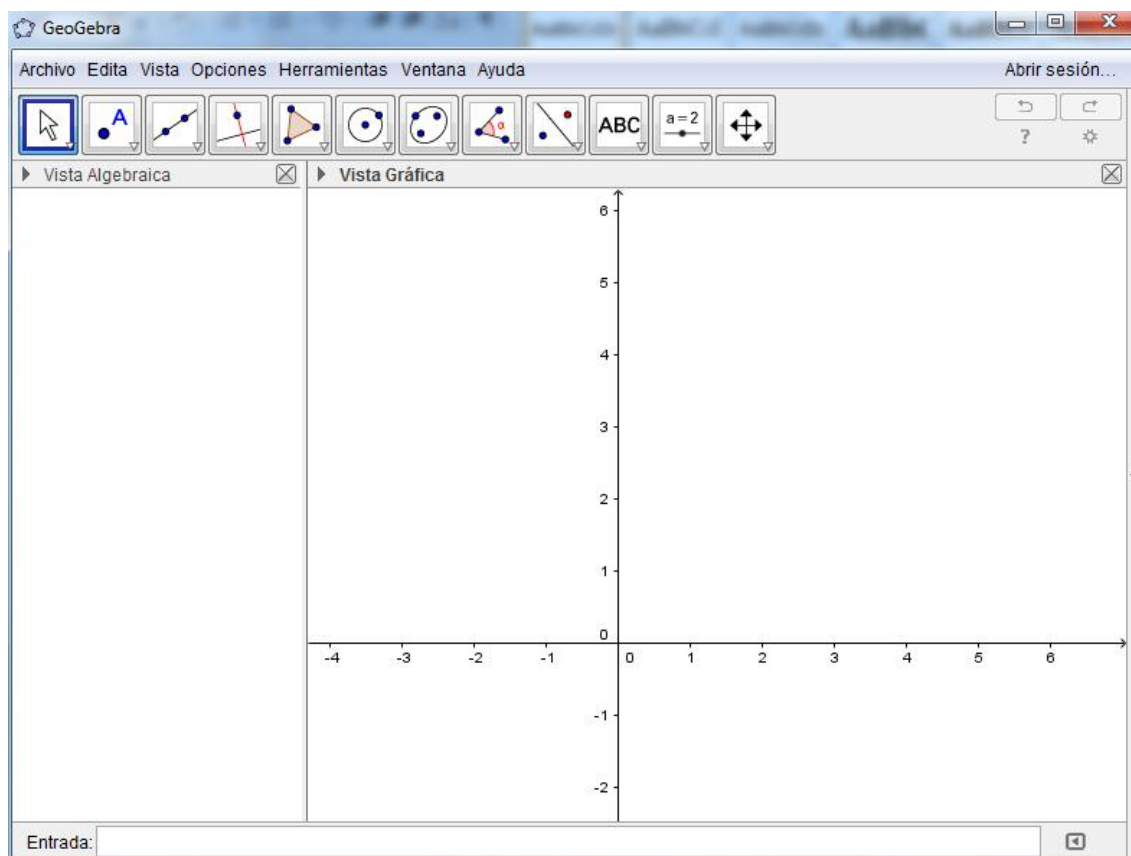 GeoGebra
Archivo Edita Vista Opciones Herramientas Ventana Ayuda
Abrir sesión...
A
α
ABC
a=2
?
Vista Algebraica
Vista Gráfica
6
5
4
3
2
1
0
-4 -3 -2 -1 0 1 2 3 4 5 6
-1
-2
Entrada: